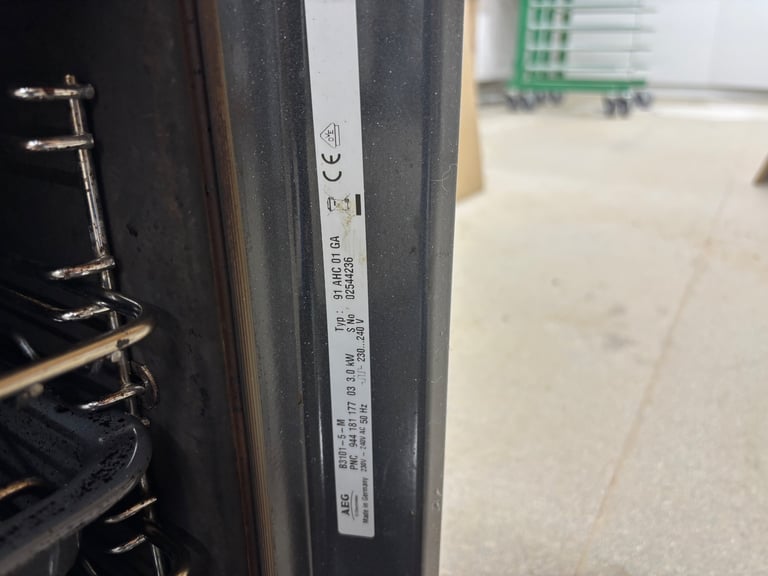 AEG
Made in Germany
B3101-5-M
PNC 944 181 177 03 3.0 kW
230V - 240V AC 50 Hz
Typ: 91 AHC 01 GA
S No 02544236
230...240 V
CE